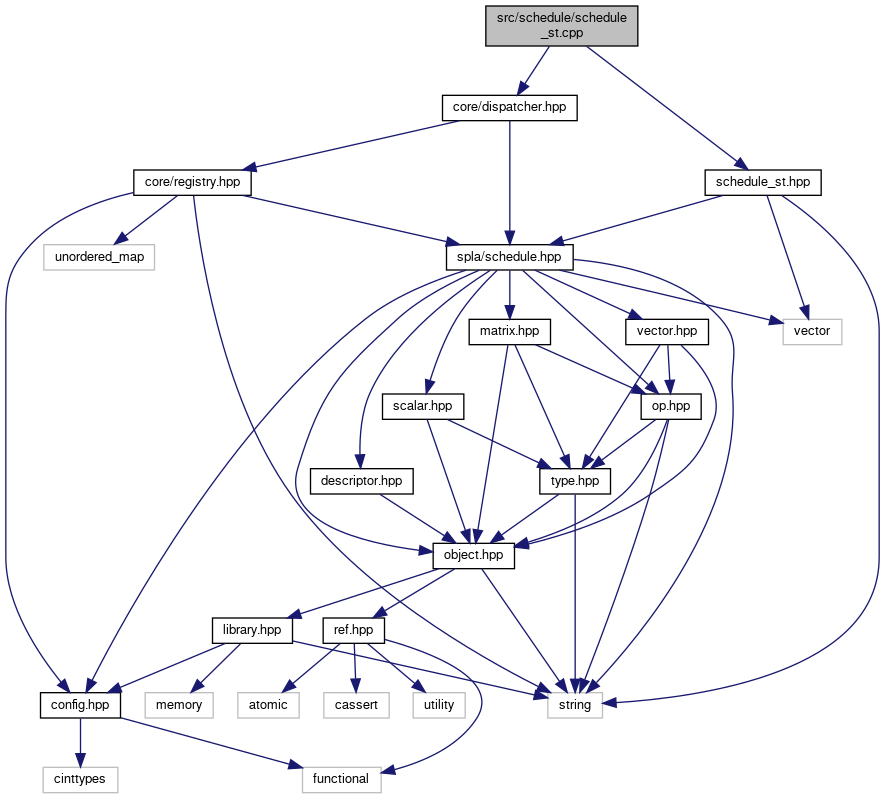 src/schedule/schedule
_st.cpp
core/dispatcher.hpp
core/registry.hpp
schedule_st.hpp
unordered_map
spla/schedule.hpp
matrix.hpp
vector.hpp
vector
scalar.hpp
op.hpp
descriptor.hpp
type.hpp
object.hpp
library.hpp
ref.hpp
config.hpp
memory
atomic
cassert
utility
string
cinttypes
functional